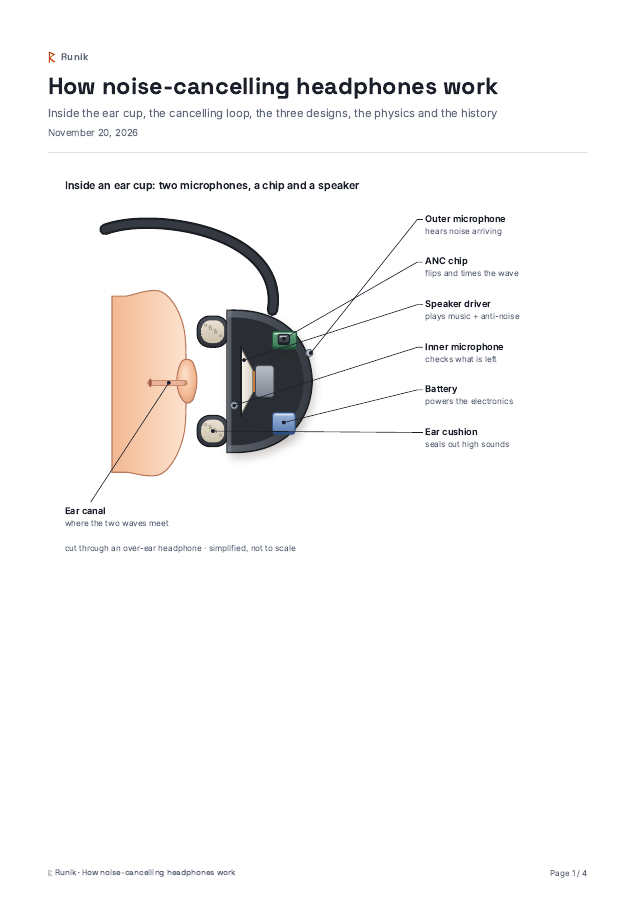 Runik
How noise-cancelling headphones work
Inside the ear cup, the cancelling loop, the three designs, the physics and the history
November 20, 2026
Inside an ear cup: two microphones, a chip and a speaker
Outer microphone
hears noise arriving
ANC chip
flips and times the wave
Speaker driver
plays music + anti-noise
Inner microphone
checks what is left
Battery
powers the electronics
Ear cushion
seals out high sounds
Ear canal
where the two waves meet
cut through an over-ear headphone · simplified, not to scale
Runik · How noise-cancelling headphones work
Page 1 / 4